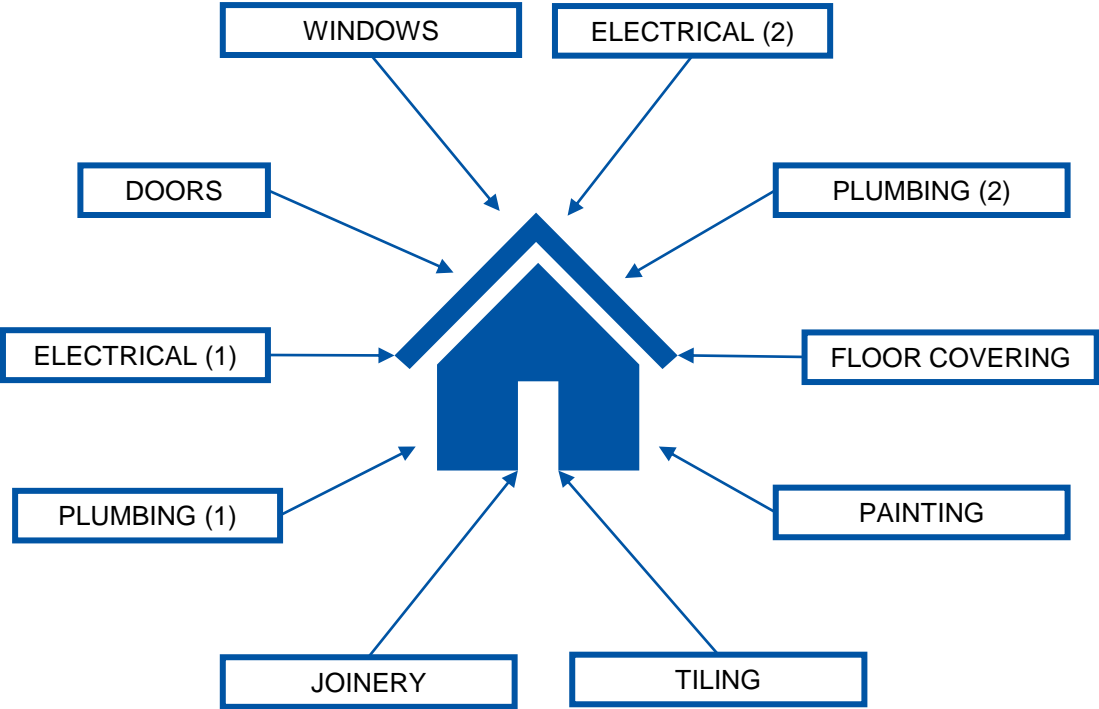 WINDOWS
ELECTRICAL (2)
DOORS
PLUMBING (2)
ELECTRICAL (1)
FLOOR COVERING
PLUMBING (1)
PAINTING
JOINERY
TILING